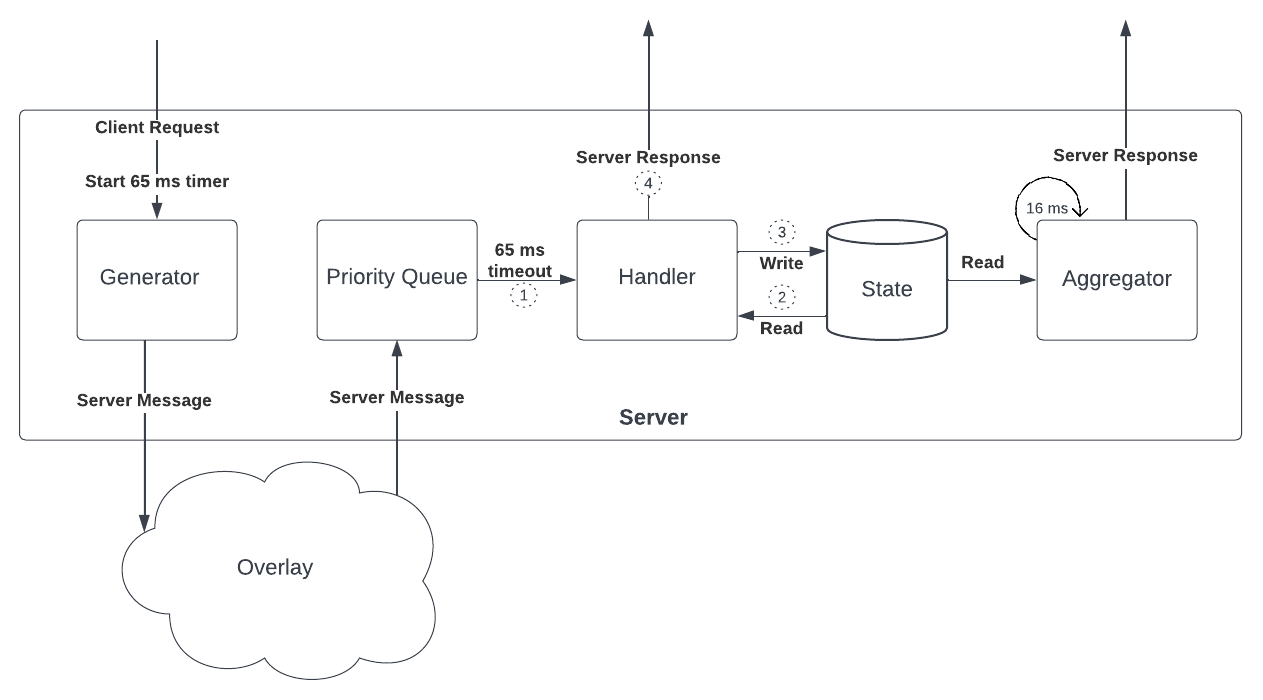 Client Request
Start 65 ms timer
Generator
Server Message
Priority Queue
Server Message
65 ms
timeout
1
Server Response
4
Handler
3
Write
2
Read
State
Read
Server Response
16 ms
Aggregator
Server
Overlay